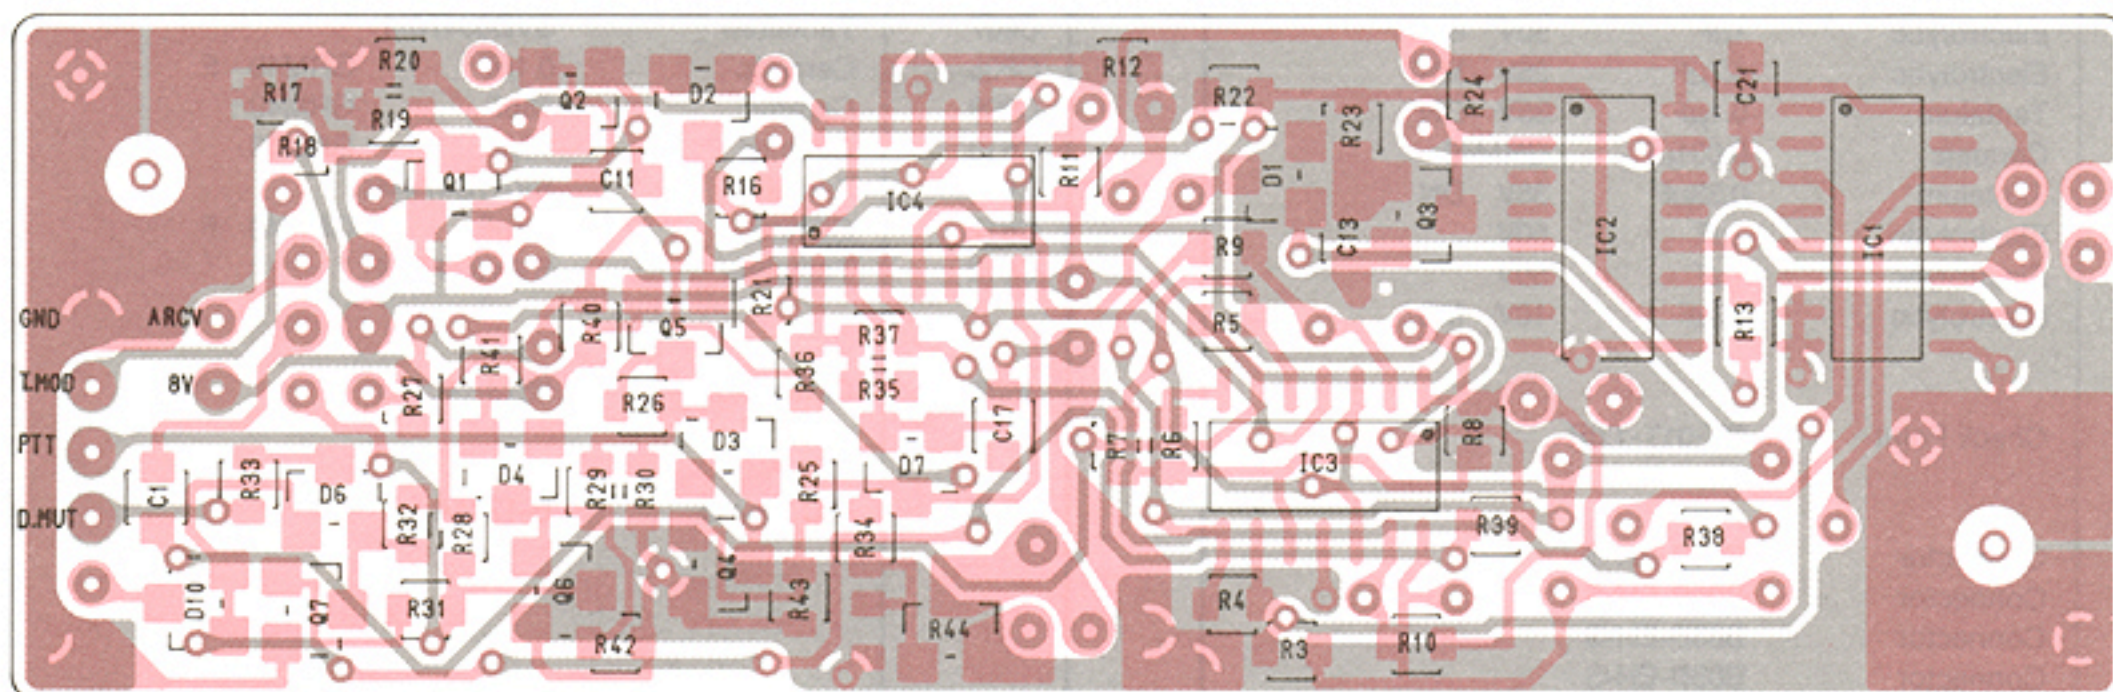 R20
R12
R17
Q2
D2
R22
R24
C21
R19
R23
R18
Q1
C11
R16
R11
D1
IC4
C13
Q3
IC2
IC1
R9
GND
ARCV
R40
Q5
R21
R37
R5
R13
T.MOD
8V
R41
R36
R35
R27
R26
D3
C17
R8
PTT
R7
R6
IC3
C1
R33
D6
D4
R29
R30
R25
D7
D.MUT
R32
R28
R34
R39
R38
D10
Q7
R31
Q6
Q4
R43
R4
R42
R44
R3
R10